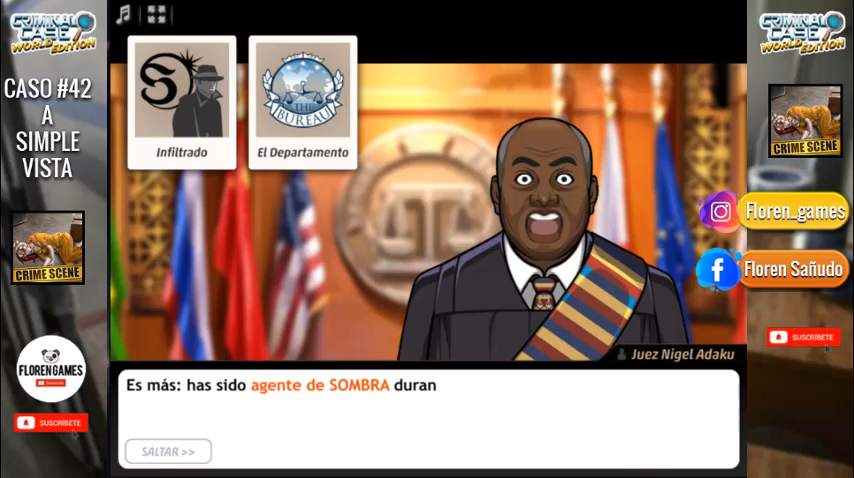 CRIMINAL
CASE
WORLD EDITION
CASO #42
A
SIMPLE
VISTA
CRIME SCENE
FLOREN GAMES
SUSCRÍBETE
S
Infiltrado
THE
BUREAU
El Departamento
Juez Nigel Adaku
Es más: has sido agente de SOMBRA duran
SALTAR >>
CRIMINAL
CASE
WORLD EDITION
CRIME SCENE
Floren_games
Floren Sañudo
SUSCRÍBETE